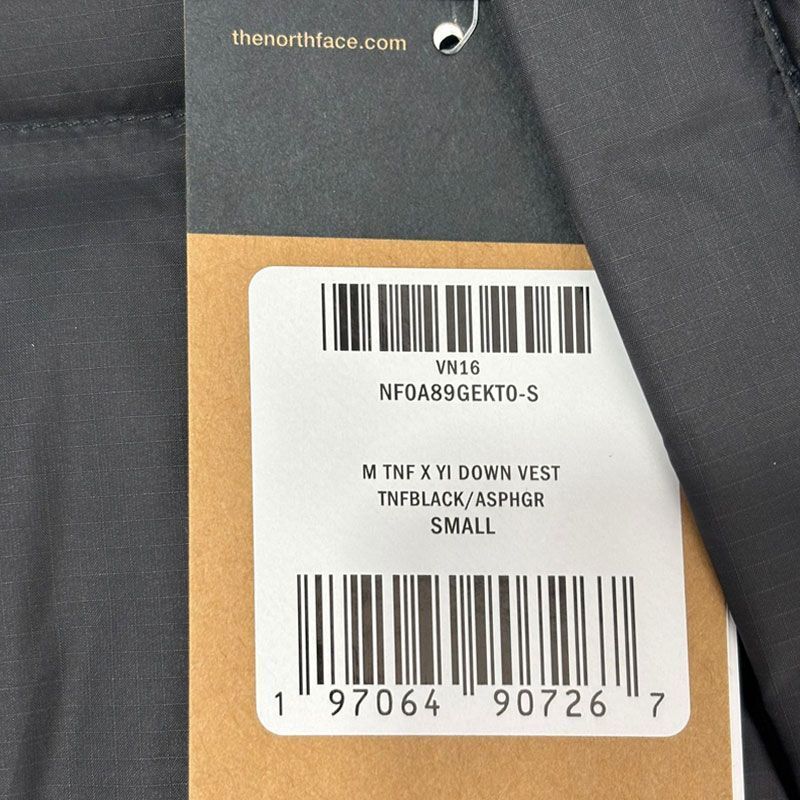 thenorthface.com
VN16
NF0A89GEKT0-S
M TNF X YI DOWN VEST
TNFBLACK/ASPHGR
SMALL
1 97064 90726 7